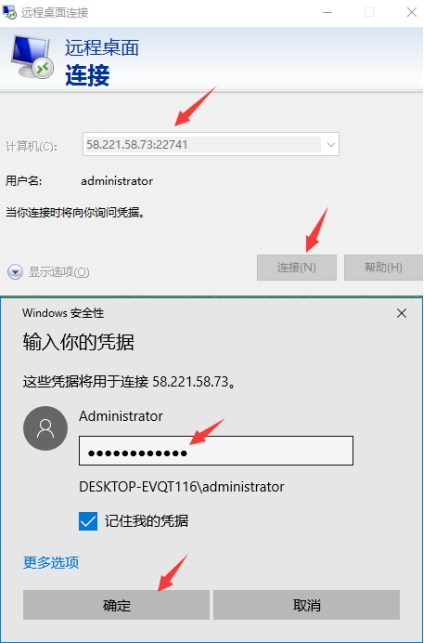 远程桌面连接
远程桌面
连接
计算机(C):
58.221.58.73:22741
用户名:
administrator
当你连接时将向你询问凭据。
显示选项(O)
连接(N)
帮助(H)
Windows 安全性
输入你的凭据
这些凭据将用于连接 58.221.58.73。
Administrator
●●●●●●●●●●●●
DESKTOP-EVQT116\administrator
记住我的凭据
更多选项
确定
取消